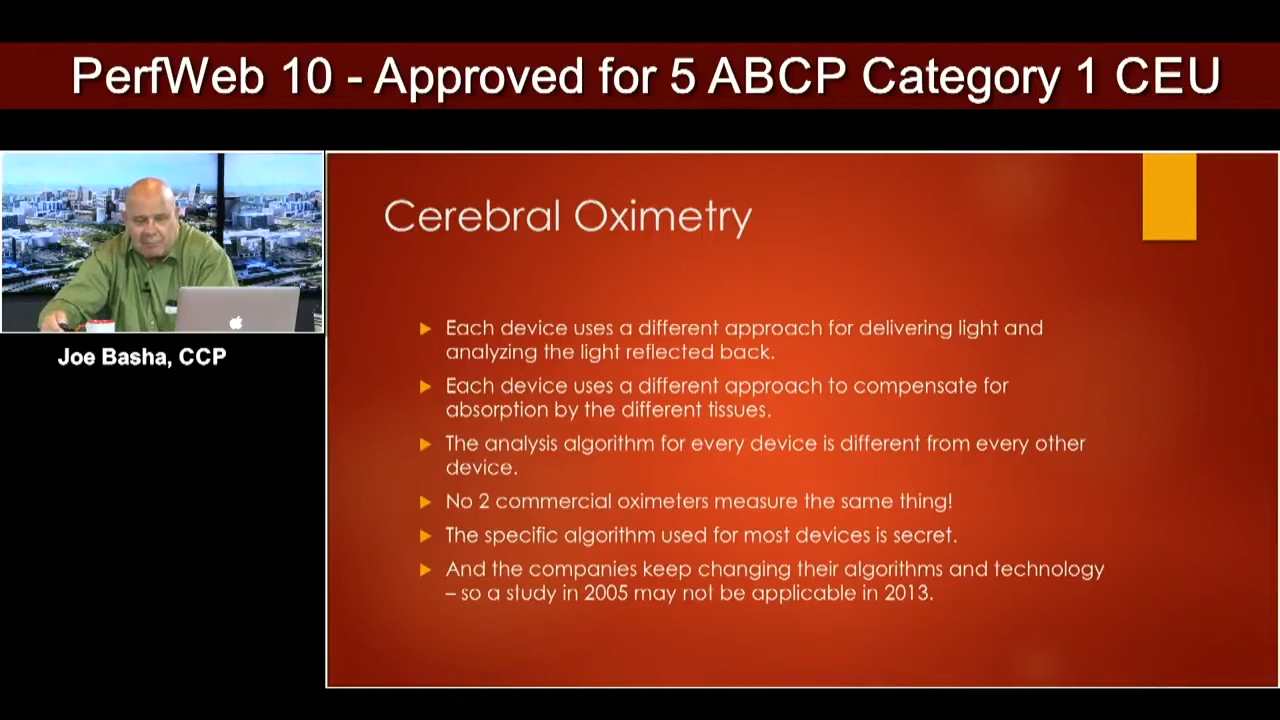 PerfWeb 10 - Approved for 5 ABCP Category 1 CEU
Joe Basha, CCP
Cerebral Oximetry
Each device uses a different approach for delivering light and
analyzing the light reflected back.
Each device uses a different approach to compensate for
absorption by the different tissues.
The analysis algorithm for every device is different from every other
device.
No 2 commercial oximeters measure the same thing!
The specific algorithm used for most devices is secret.
And the companies keep changing their algorithms and technology
– so a study in 2005 may not be applicable in 2013.